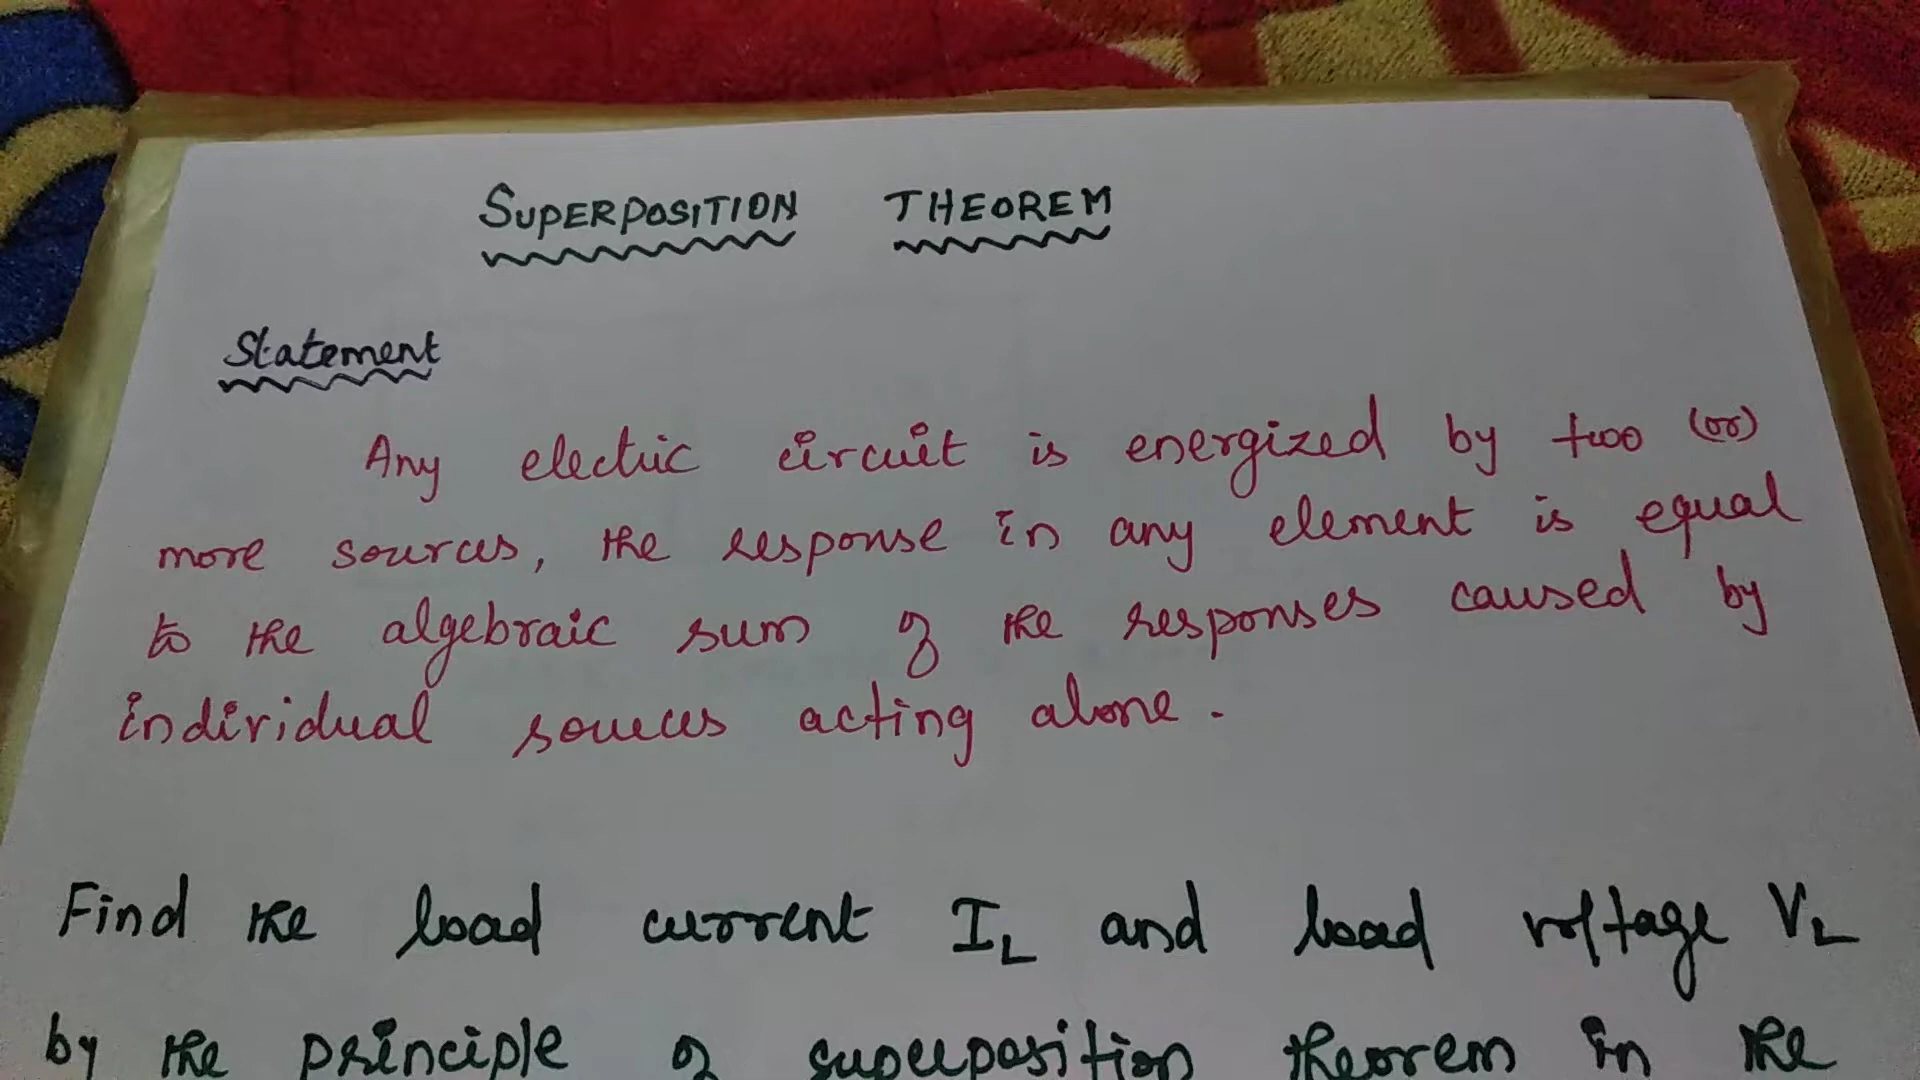 SUPERPOSITION THEOREM
Statement
Any electric circuit is energized by two (or)
more sources, the response in any element is equal
to the algebraic sum of the responses caused by
individual sources acting alone.
Find the load current IL and load voltage VL
by the principle of superposition theorem in the